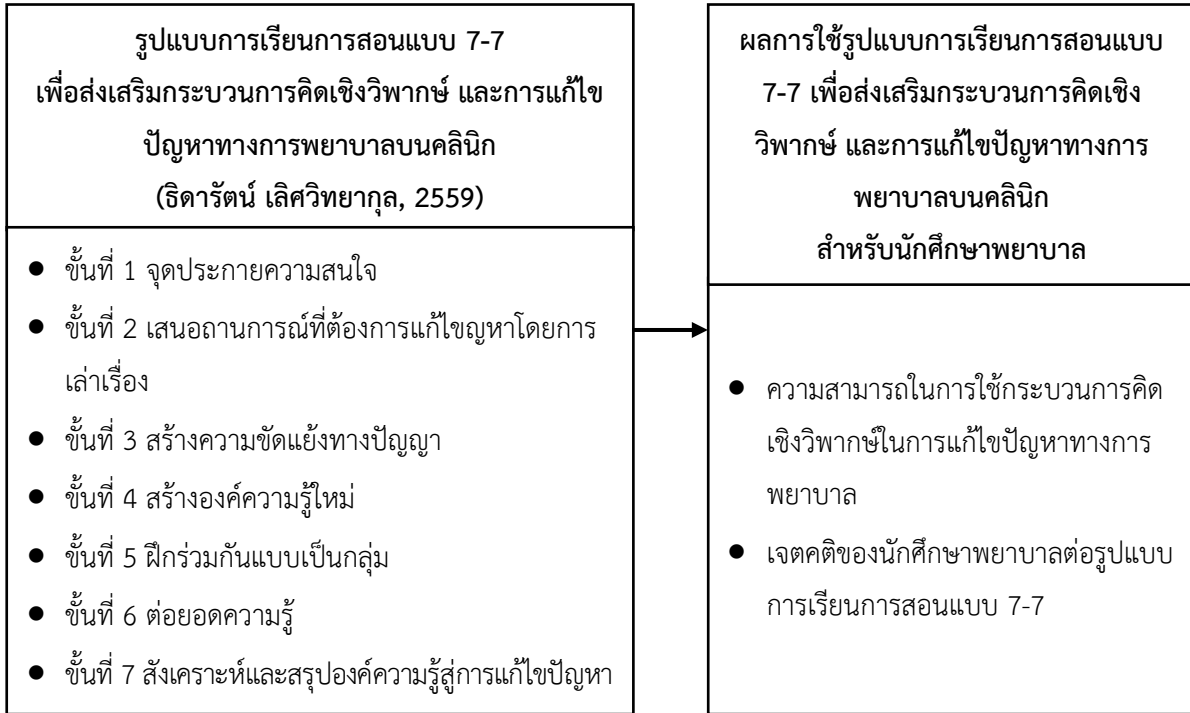 รูปแบบการเรียนการสอนแบบ 7-7
เพื่อส่งเสริมกระบวนการคิดเชิงวิพากษ์ และการแก้ไข
ปัญหาทางการพยาบาลบนคลินิก
(ธิดารัตน์ เลิศวิทยากุล, 2559)
● ขั้นที่ 1 จุดประกายความสนใจ
● ขั้นที่ 2 เสนอถานการณ์ที่ต้องการแก้ไขญหาโดยการ
เล่าเรื่อง
● ขั้นที่ 3 สร้างความขัดแย้งทางปัญญา
● ขั้นที่ 4 สร้างองค์ความรู้ใหม่
● ขั้นที่ 5 ฝึกร่วมกันแบบเป็นกลุ่ม
● ขั้นที่ 6 ต่อยอดความรู้
● ขั้นที่ 7 สังเคราะห์และสรุปองค์ความรู้สู่การแก้ไขปัญหา
ผลการใช้รูปแบบการเรียนการสอนแบบ
7-7 เพื่อส่งเสริมกระบวนการคิดเชิง
วิพากษ์ และการแก้ไขปัญหาทางการ
พยาบาลบนคลินิก
สำหรับนักศึกษาพยาบาล
● ความสามารถในการใช้กระบวนการคิด
เชิงวิพากษ์ในการแก้ไขปัญหาทางการ
พยาบาล
● เจตคติของนักศึกษาพยาบาลต่อรูปแบบ
การเรียนการสอนแบบ 7-7